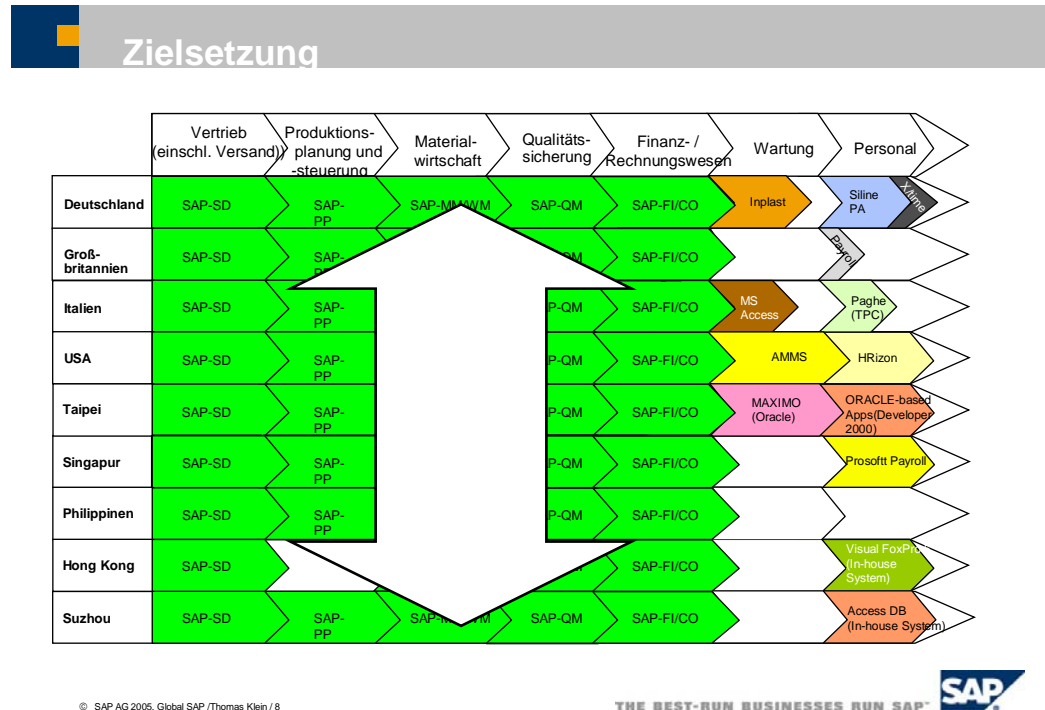 Zielsetzung
Vertrieb
(einschl. Versand))
Produktions-
planung und
-steuerung
Material-
wirtschaft
Qualitäts-
sicherung
Finanz- /
Rechnungswesen
Wartung
Personal
Deutschland
SAP-SD
SAP-
PP
SAP-MM/WM
SAP-QM
SAP-FI/CO
Inplast
Siline
PA
X/time
Groß-
britannien
SAP-SD
SAP-
SAP-FI/CO
Payroll
Italien
SAP-SD
SAP-
PP
P-QM
SAP-FI/CO
MS
Access
Paghe
(TPC)
USA
SAP-SD
SAP-
PP
P-QM
SAP-FI/CO
AMMS
HRizon
Taipei
SAP-SD
SAP-
PP
P-QM
SAP-FI/CO
MAXIMO
(Oracle)
ORACLE-based
Apps(Developer
2000)
Singapur
SAP-SD
SAP-
PP
P-QM
SAP-FI/CO
Prosoftt Payroll
Philippinen
SAP-SD
SAP-
PP
P-QM
SAP-FI/CO
Hong Kong
SAP-SD
SAP-FI/CO
Visual FoxPro
(In-house
System)
Suzhou
SAP-SD
SAP-
PP
SAP-QM
SAP-FI/CO
Access DB
(In-house System)
© SAP AG 2005, Global SAP /Thomas Klein / 8
THE BEST-RUN BUSINESSES RUN SAP
SAP